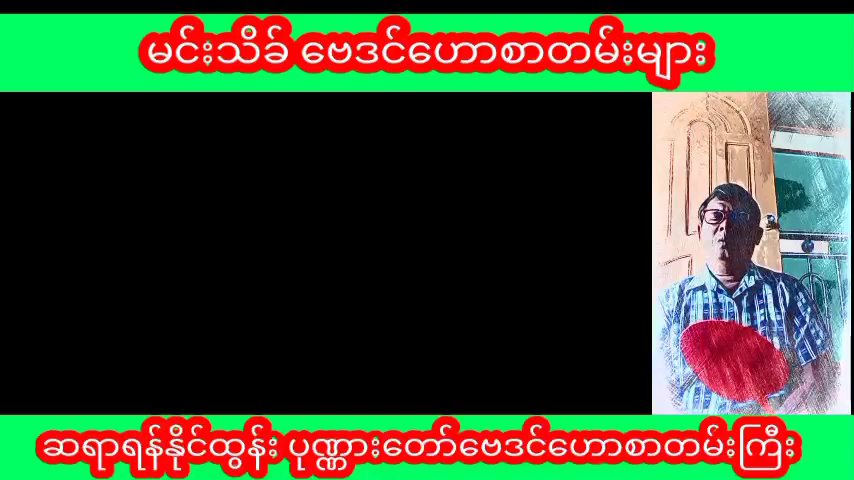 မင်းသိခ် ဗေဒင်ဟောစာတမ်းများ
ဆရာရန်နိုင်ထွန်း ပုဏ္ဏားတော်ဗေဒင်ဟောစာတမ်းကြီး